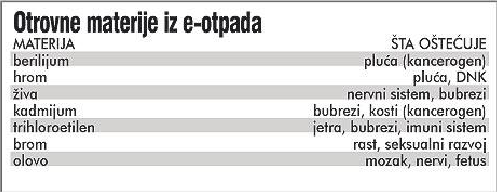 Otrovne materije iz e-otpada
MATERIJA ŠTA OŠTEĆUJE
berilijum pluća (kancerogen)
hrom pluća, DNK
živa nervni sistem, bubrezi
kadmijum bubrezi, kosti (kancerogen)
trihloroetilen jetra, bubrezi, imuni sistem
brom rast, seksualni razvoj
olovo mozak, nervi, fetus